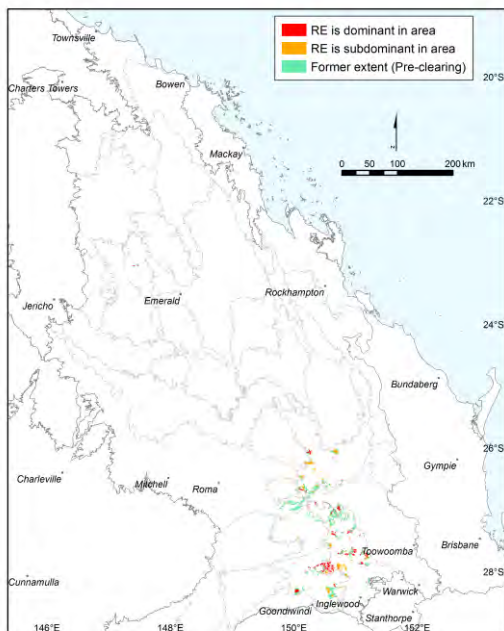 RE is dominant in area
RE is subdominant in area
Former extent (Pre-clearing)
Townsville
20°S
Charters Towers
Bowen
Mackay
0 50 100 200 km
22°S
Jericho
Emerald
Rockhampton
24°S
Bundaberg
26°S
Charleville
Mitchell
Roma
Gympie
Toowoomba
Brisbane
Cunnamulla
28°S
Goondiwindi
Inglewood
Warwick
Stanthorpe
146°E
148°E
150°E
152°E